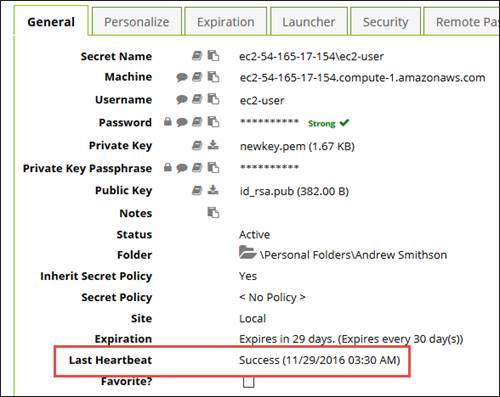 General Personalize Expiration Launcher Security Remote Pas
Secret Name ec2-54-165-17-154\ec2-user
Machine ec2-54-165-17-154.compute-1.amazonaws.com
Username ec2-user
Password ********** Strong
Private Key newkey.pem (1.67 KB)
Private Key Passphrase **********
Public Key id_rsa.pub (382.00 B)
Notes
Status Active
Folder \Personal Folders\Andrew Smithson
Inherit Secret Policy Yes
Secret Policy < No Policy >
Site Local
Expiration Expires in 29 days. (Expires every 30 day(s))
Last Heartbeat Success (11/29/2016 03:30 AM)
Favorite?